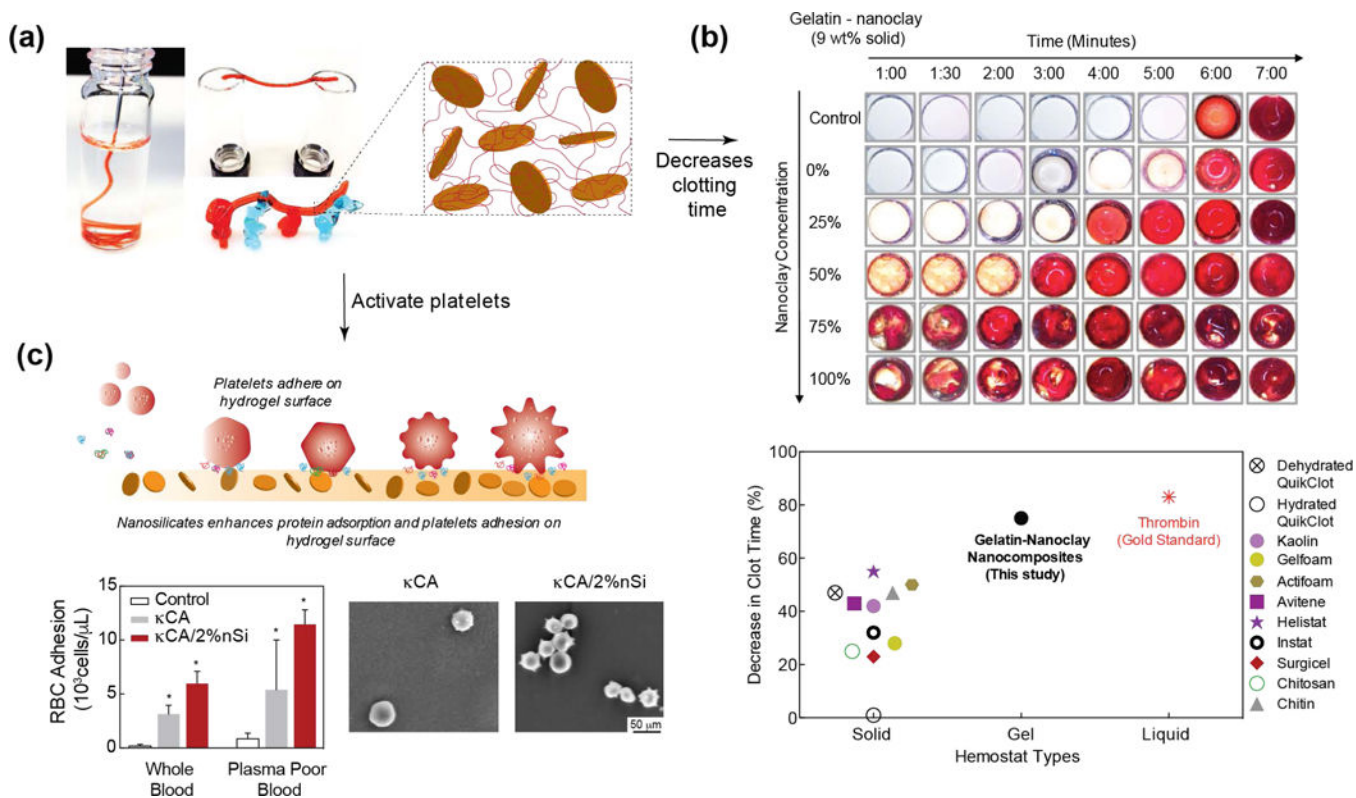 (a)
Activate platelets
Decreases
clotting
time
(b)
Gelatin - nanoclay
(9 wt% solid)
Time (Minutes)
1:00 1:30 2:00 3:00 4:00 5:00 6:00 7:00
Nanoclay Concentration
Control
0%
25%
50%
75%
100%
(c)
Platelets adhere on
hydrogel surface
Nanosilicates enhances protein adsorption and platelets adhesion on
hydrogel surface
RBC Adhesion
(10³cells/μL)
15
10
5
0
Control
κCA
κCA/2%nSi
* * * *
Whole
Blood
Plasma Poor
Blood
κCA
κCA/2%nSi
50 μm
Decrease in Clot Time (%)
100
80
60
40
20
0
Gelatin-Nanoclay
Nanocomposites
(This study)
Thrombin
(Gold Standard)
Solid Gel Liquid
Hemostat Types
Dehydrated
QuikClot
Hydrated
QuikClot
Kaolin
Gelfoam
Actifoam
Avitene
Helistat
Instat
Surgicel
Chitosan
Chitin